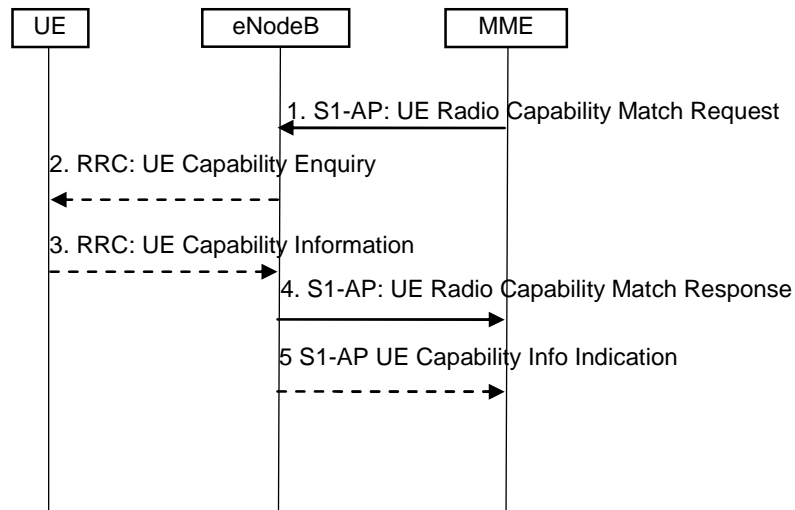 UE
eNodeB
MME
1. S1-AP: UE Radio Capability Match Request
2. RRC: UE Capability Enquiry
3. RRC: UE Capability Information
4. S1-AP: UE Radio Capability Match Response
5 S1-AP UE Capability Info Indication